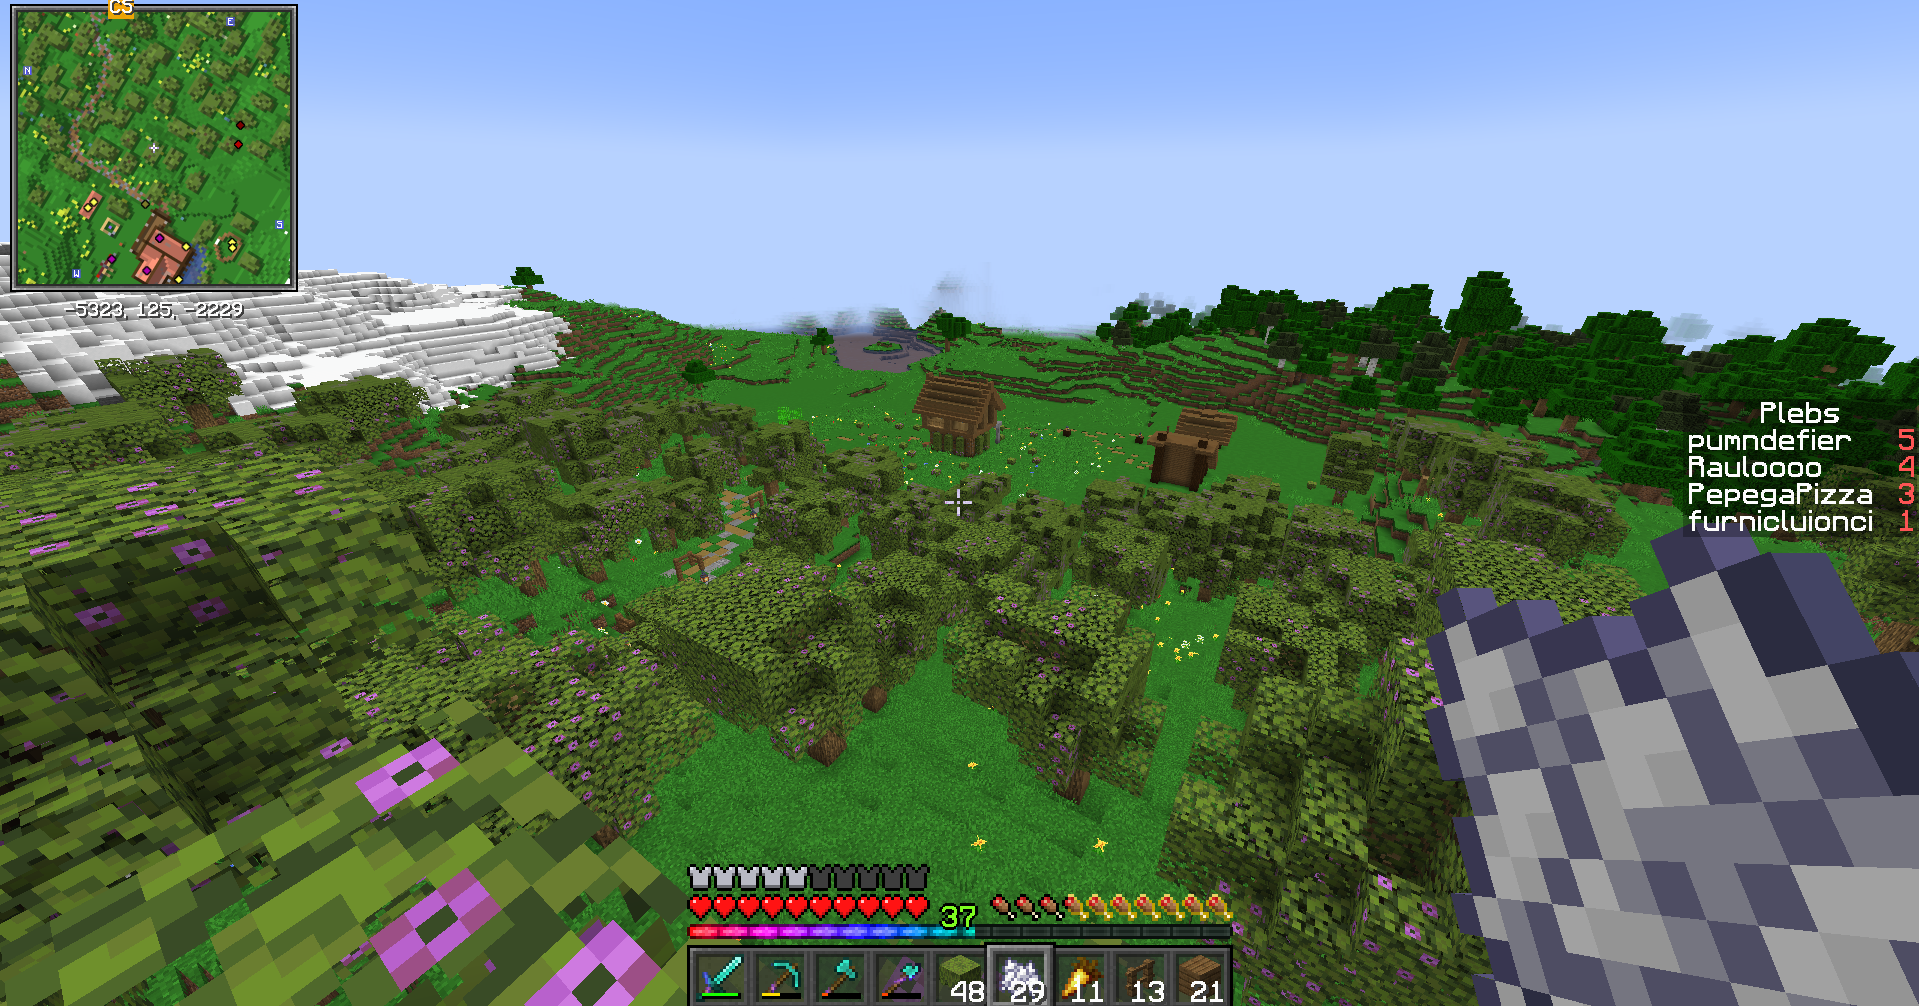 C5
E
N
S
W
-5323, 125, -2229
Plebs
pumndefier 5
Rauloooo 4
PepegaPizza 3
furnicluionci 1
37
48 29 11 13 21